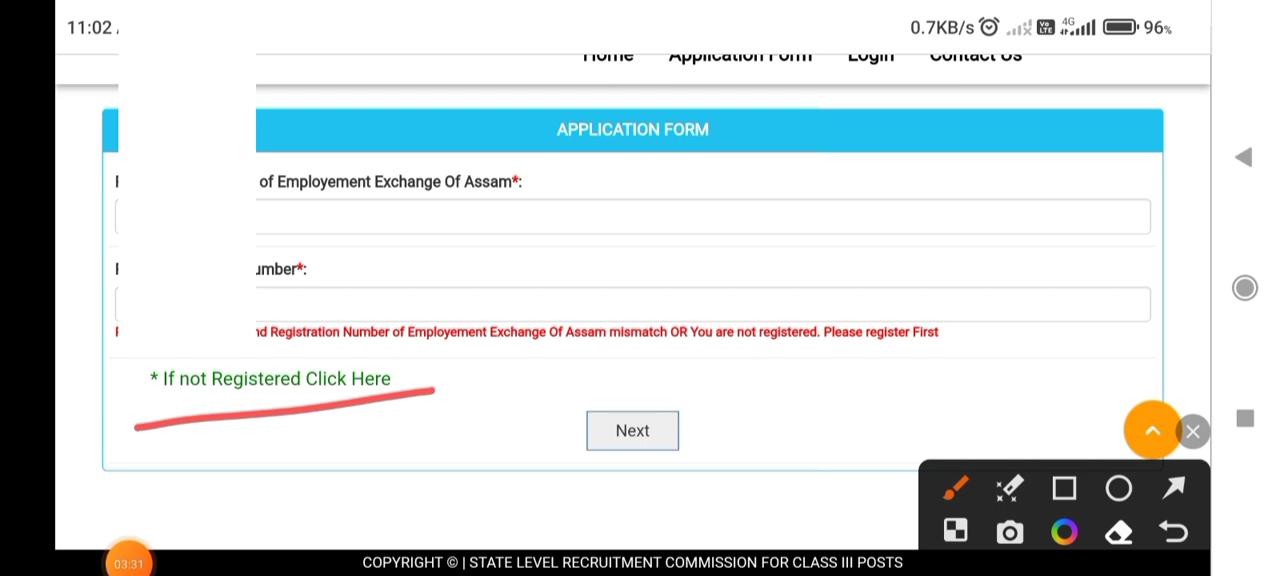 11:02
0.7KB/s 4G 96%
Home Application Form Login Contact Us
APPLICATION FORM
of Employement Exchange Of Assam*:
umber*:
nd Registration Number of Employement Exchange Of Assam mismatch OR You are not registered. Please register First
* If not Registered Click Here
Next
03:31
COPYRIGHT © | STATE LEVEL RECRUITMENT COMMISSION FOR CLASS III POSTS